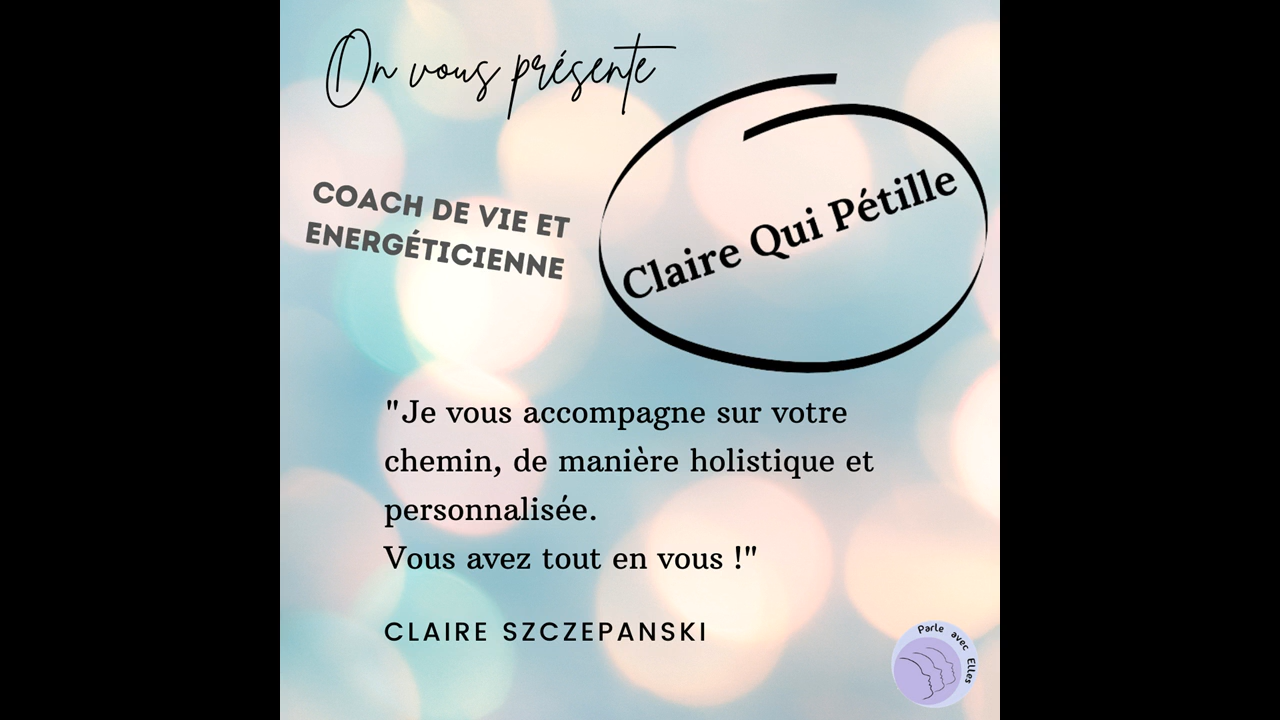 On vous présente
COACH DE VIE ET
ENERGÉTICIENNE
Claire Qui Pétille
"Je vous accompagne sur votre
chemin, de manière holistique et
personnalisée.
Vous avez tout en vous !"
CLAIRE SZCZEPANSKI
Parle avec Elles